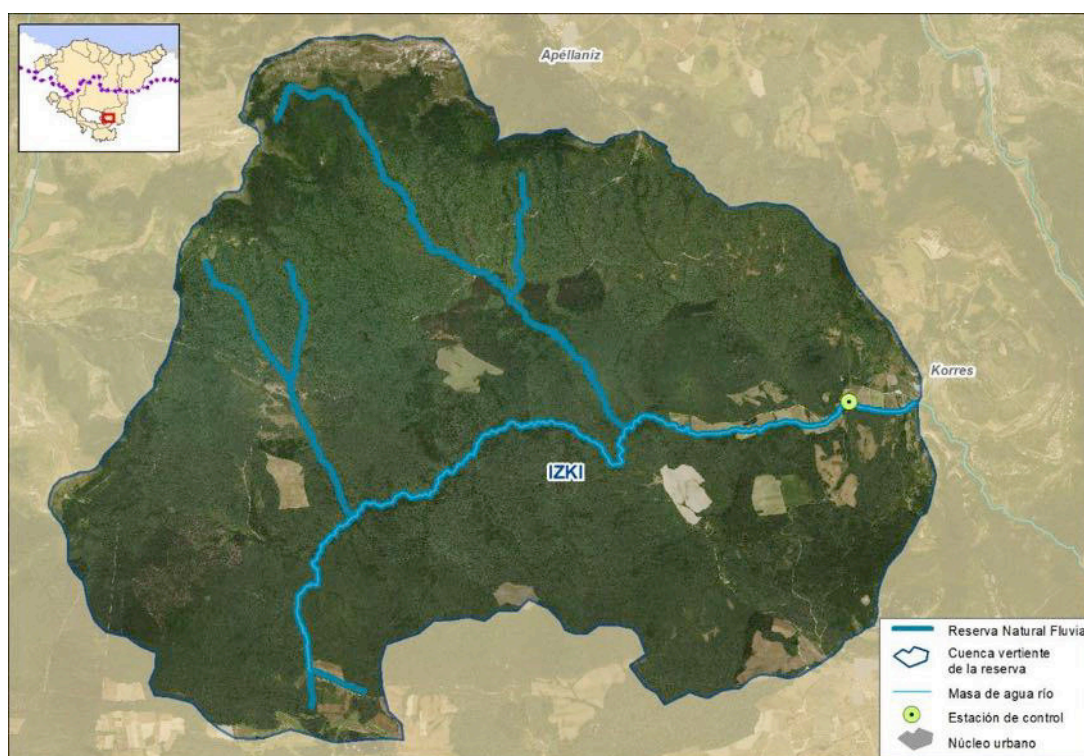 Apéllaniz
Korres
IZKI
Reserva Natural Fluvia
Cuenca vertiente
de la reserva
Masa de agua río
Estación de control
Núcleo urbano